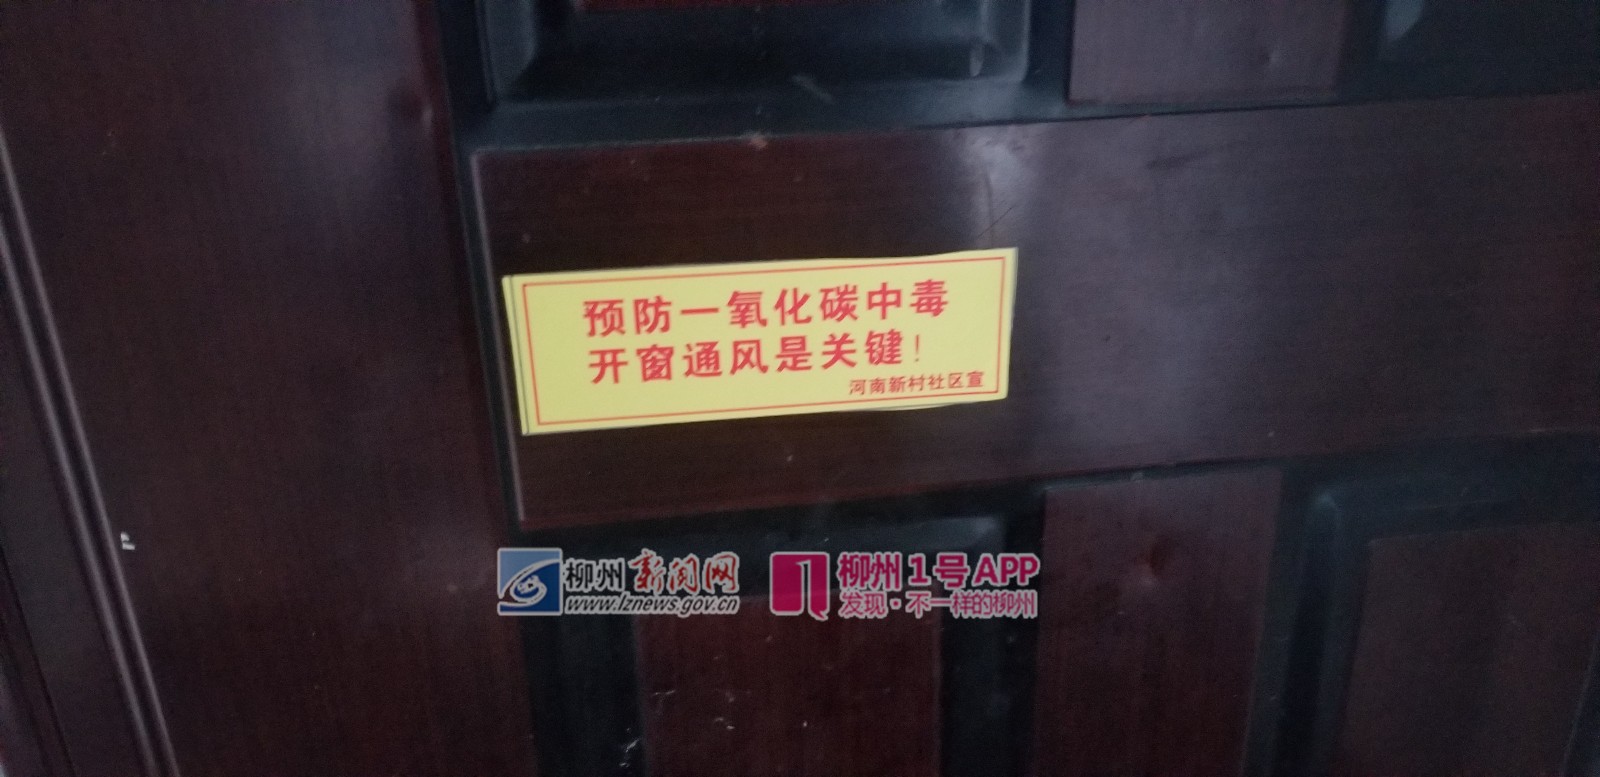 预防一氧化碳中毒
开窗通风是关键！
河南新村社区宣
柳州新闻网
www.lznews.gov.cn
柳州1号APP
发现·不一样的柳州